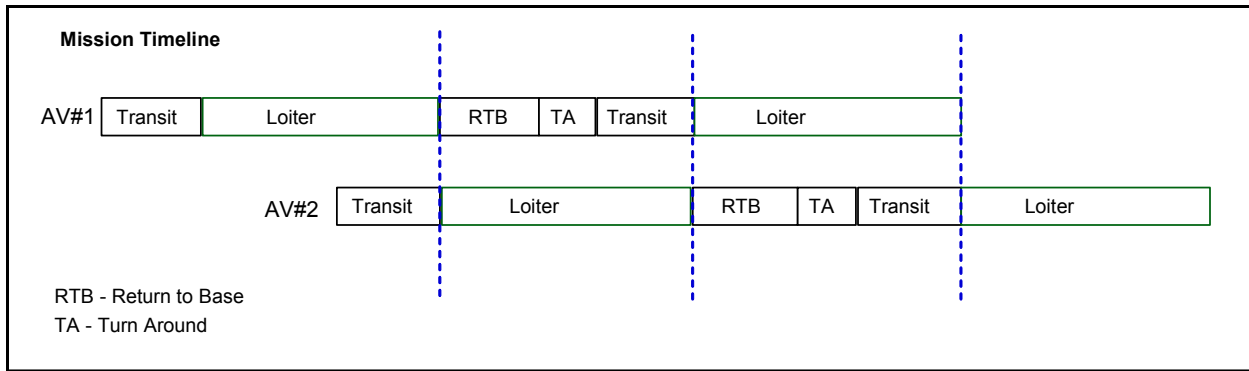 Mission Timeline
AV#1 Transit Loiter RTB TA Transit Loiter
AV#2 Transit Loiter RTB TA Transit Loiter
RTB - Return to Base
TA - Turn Around